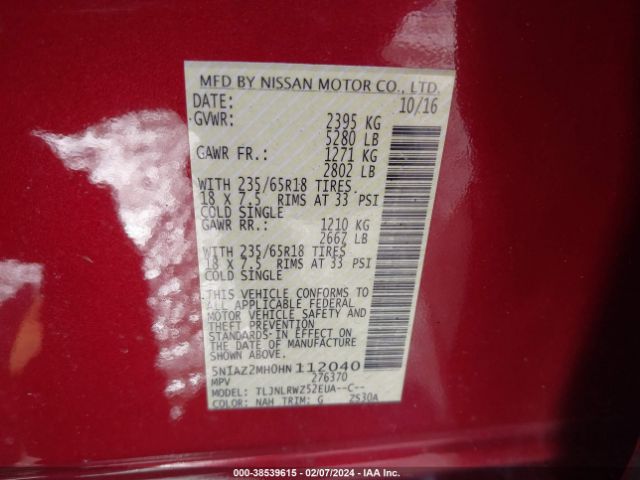 MFD BY NISSAN MOTOR CO., LTD.
DATE: 10/16
GVWR: 2395 KG
5280 LB
GAWR FR.: 1271 KG
2802 LB
WITH 235/65R18 TIRES.
18 X 7.5 RIMS AT 33 PSI
COLD SINGLE
GAWR RR.: 1210 KG
2667 LB
WITH 235/65R18 TIRES
18 X 7.5 RIMS AT 33 PSI
COLD SINGLE
THIS VEHICLE CONFORMS TO
ALL APPLICABLE FEDERAL
MOTOR VEHICLE SAFETY AND
THEFT PREVENTION
STANDARDS IN EFFECT ON THE
DATE OF MANUFACTURE
SHOWN ABOVE.
5N1AZ2MH0HN 112040
MPV 276370
MODEL: TLJNLRWZ52EUA--C--
COLOR: NAH TRIM: G ZS30A
000-38539615 - 02/07/2024 - IAA Inc.